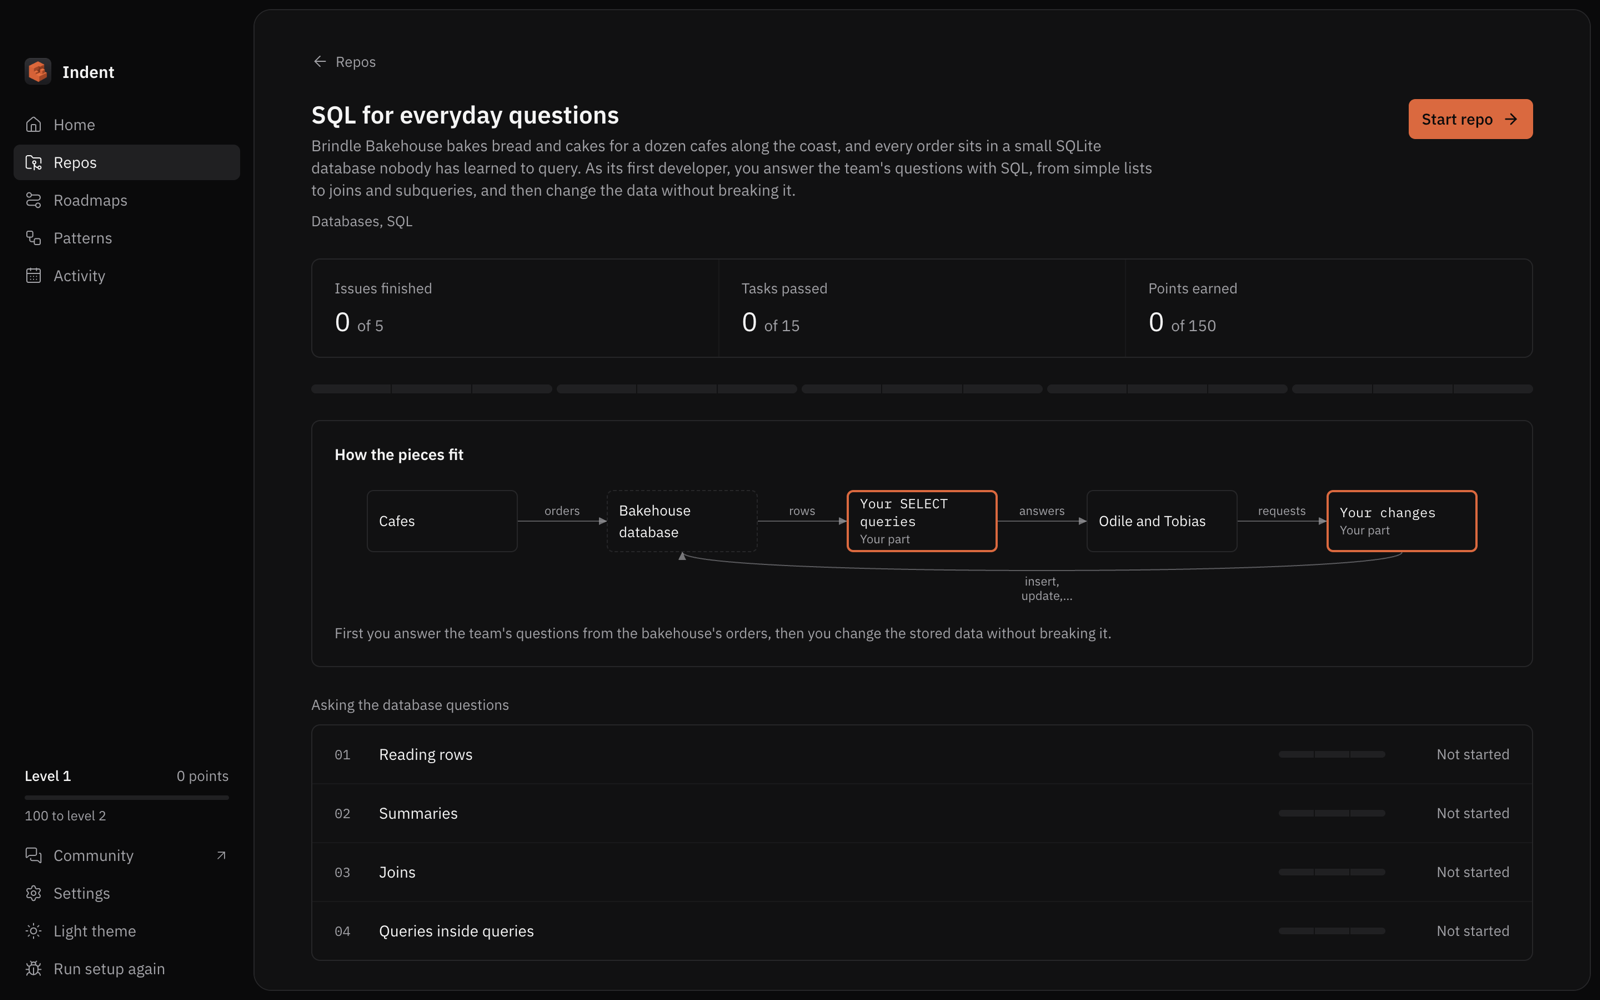 Indent
Home
Repos
Roadmaps
Patterns
Activity
Level 1
0 points
100 to level 2
Community
Settings
Light theme
Run setup again
Repos
SQL for everyday questions
Start repo
Brindle Bakehouse bakes bread and cakes for a dozen cafes along the coast, and every order sits in a small SQLite
database nobody has learned to query. As its first developer, you answer the team's questions with SQL, from simple lists
to joins and subqueries, and then change the data without breaking it.
Databases, SQL
Issues finished
0 of 5
Tasks passed
0 of 15
Points earned
0 of 150
How the pieces fit
Cafes
orders
Bakehouse
database
rows
Your SELECT
queries
Your part
answers
Odile and Tobias
requests
Your changes
Your part
insert,
update,...
First you answer the team's questions from the bakehouse's orders, then you change the stored data without breaking it.
Asking the database questions
01 Reading rows Not started
02 Summaries Not started
03 Joins Not started
04 Queries inside queries Not started